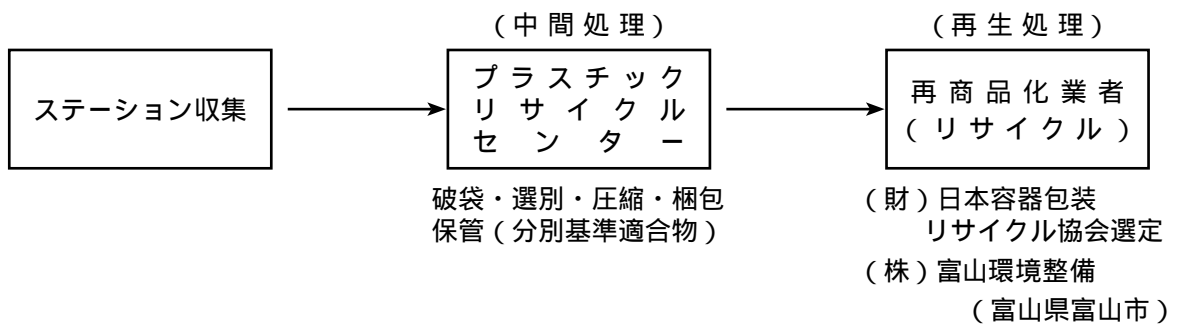 ステーション収集
(中間処理)
プラスチック
リサイクル
センター
破袋・選別・圧縮・梱包
保管(分別基準適合物)
(再生処理)
再商品化業者
(リサイクル)
(財)日本容器包装
リサイクル協会選定
(株)富山環境整備
(富山県富山市)